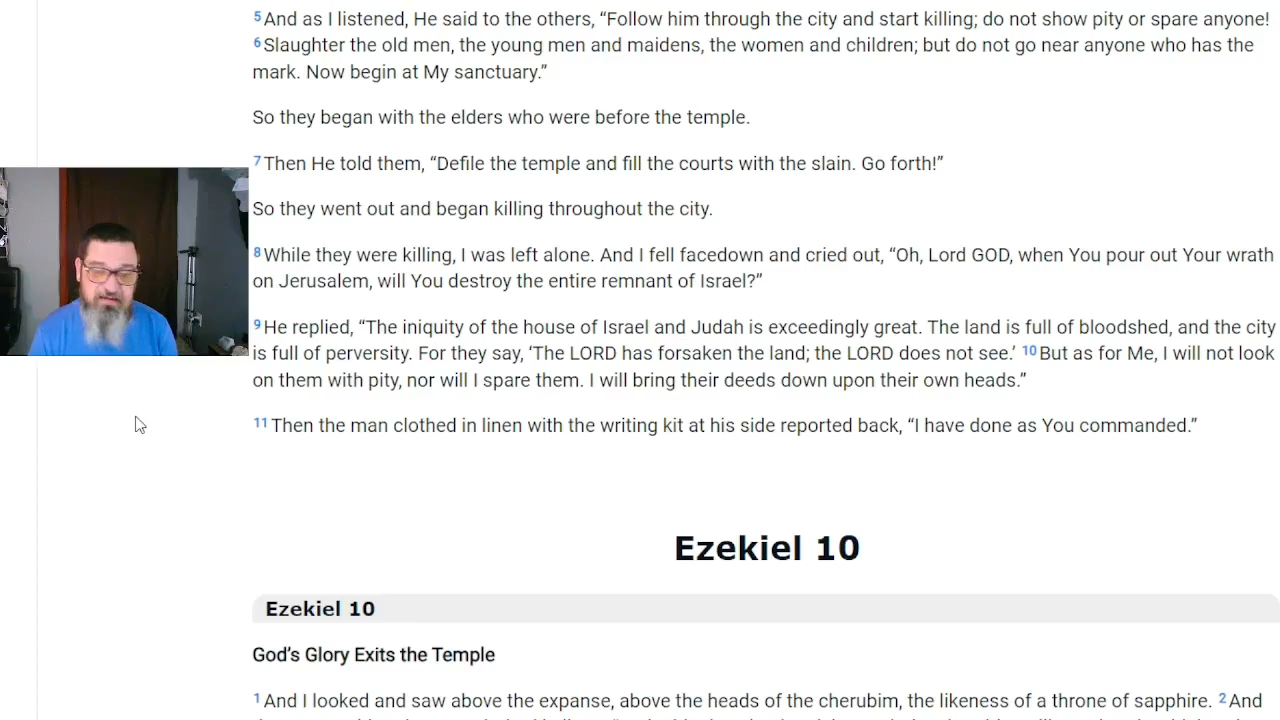 5 And as I listened, He said to the others, “Follow him through the city and start killing; do not show pity or spare anyone!
6 Slaughter the old men, the young men and maidens, the women and children; but do not go near anyone who has the
mark. Now begin at My sanctuary.”
So they began with the elders who were before the temple.
7 Then He told them, “Defile the temple and fill the courts with the slain. Go forth!”
So they went out and began killing throughout the city.
8 While they were killing, I was left alone. And I fell facedown and cried out, “Oh, Lord GOD, when You pour out Your wrath
on Jerusalem, will You destroy the entire remnant of Israel?”
9 He replied, “The iniquity of the house of Israel and Judah is exceedingly great. The land is full of bloodshed, and the city
is full of perversity. For they say, ‘The LORD has forsaken the land; the LORD does not see.’ 10 But as for Me, I will not look
on them with pity, nor will I spare them. I will bring their deeds down upon their own heads.”
11 Then the man clothed in linen with the writing kit at his side reported back, “I have done as You commanded.”
Ezekiel 10
Ezekiel 10
God’s Glory Exits the Temple
1 And I looked and saw above the expanse, above the heads of the cherubim, the likeness of a throne of sapphire. 2 And